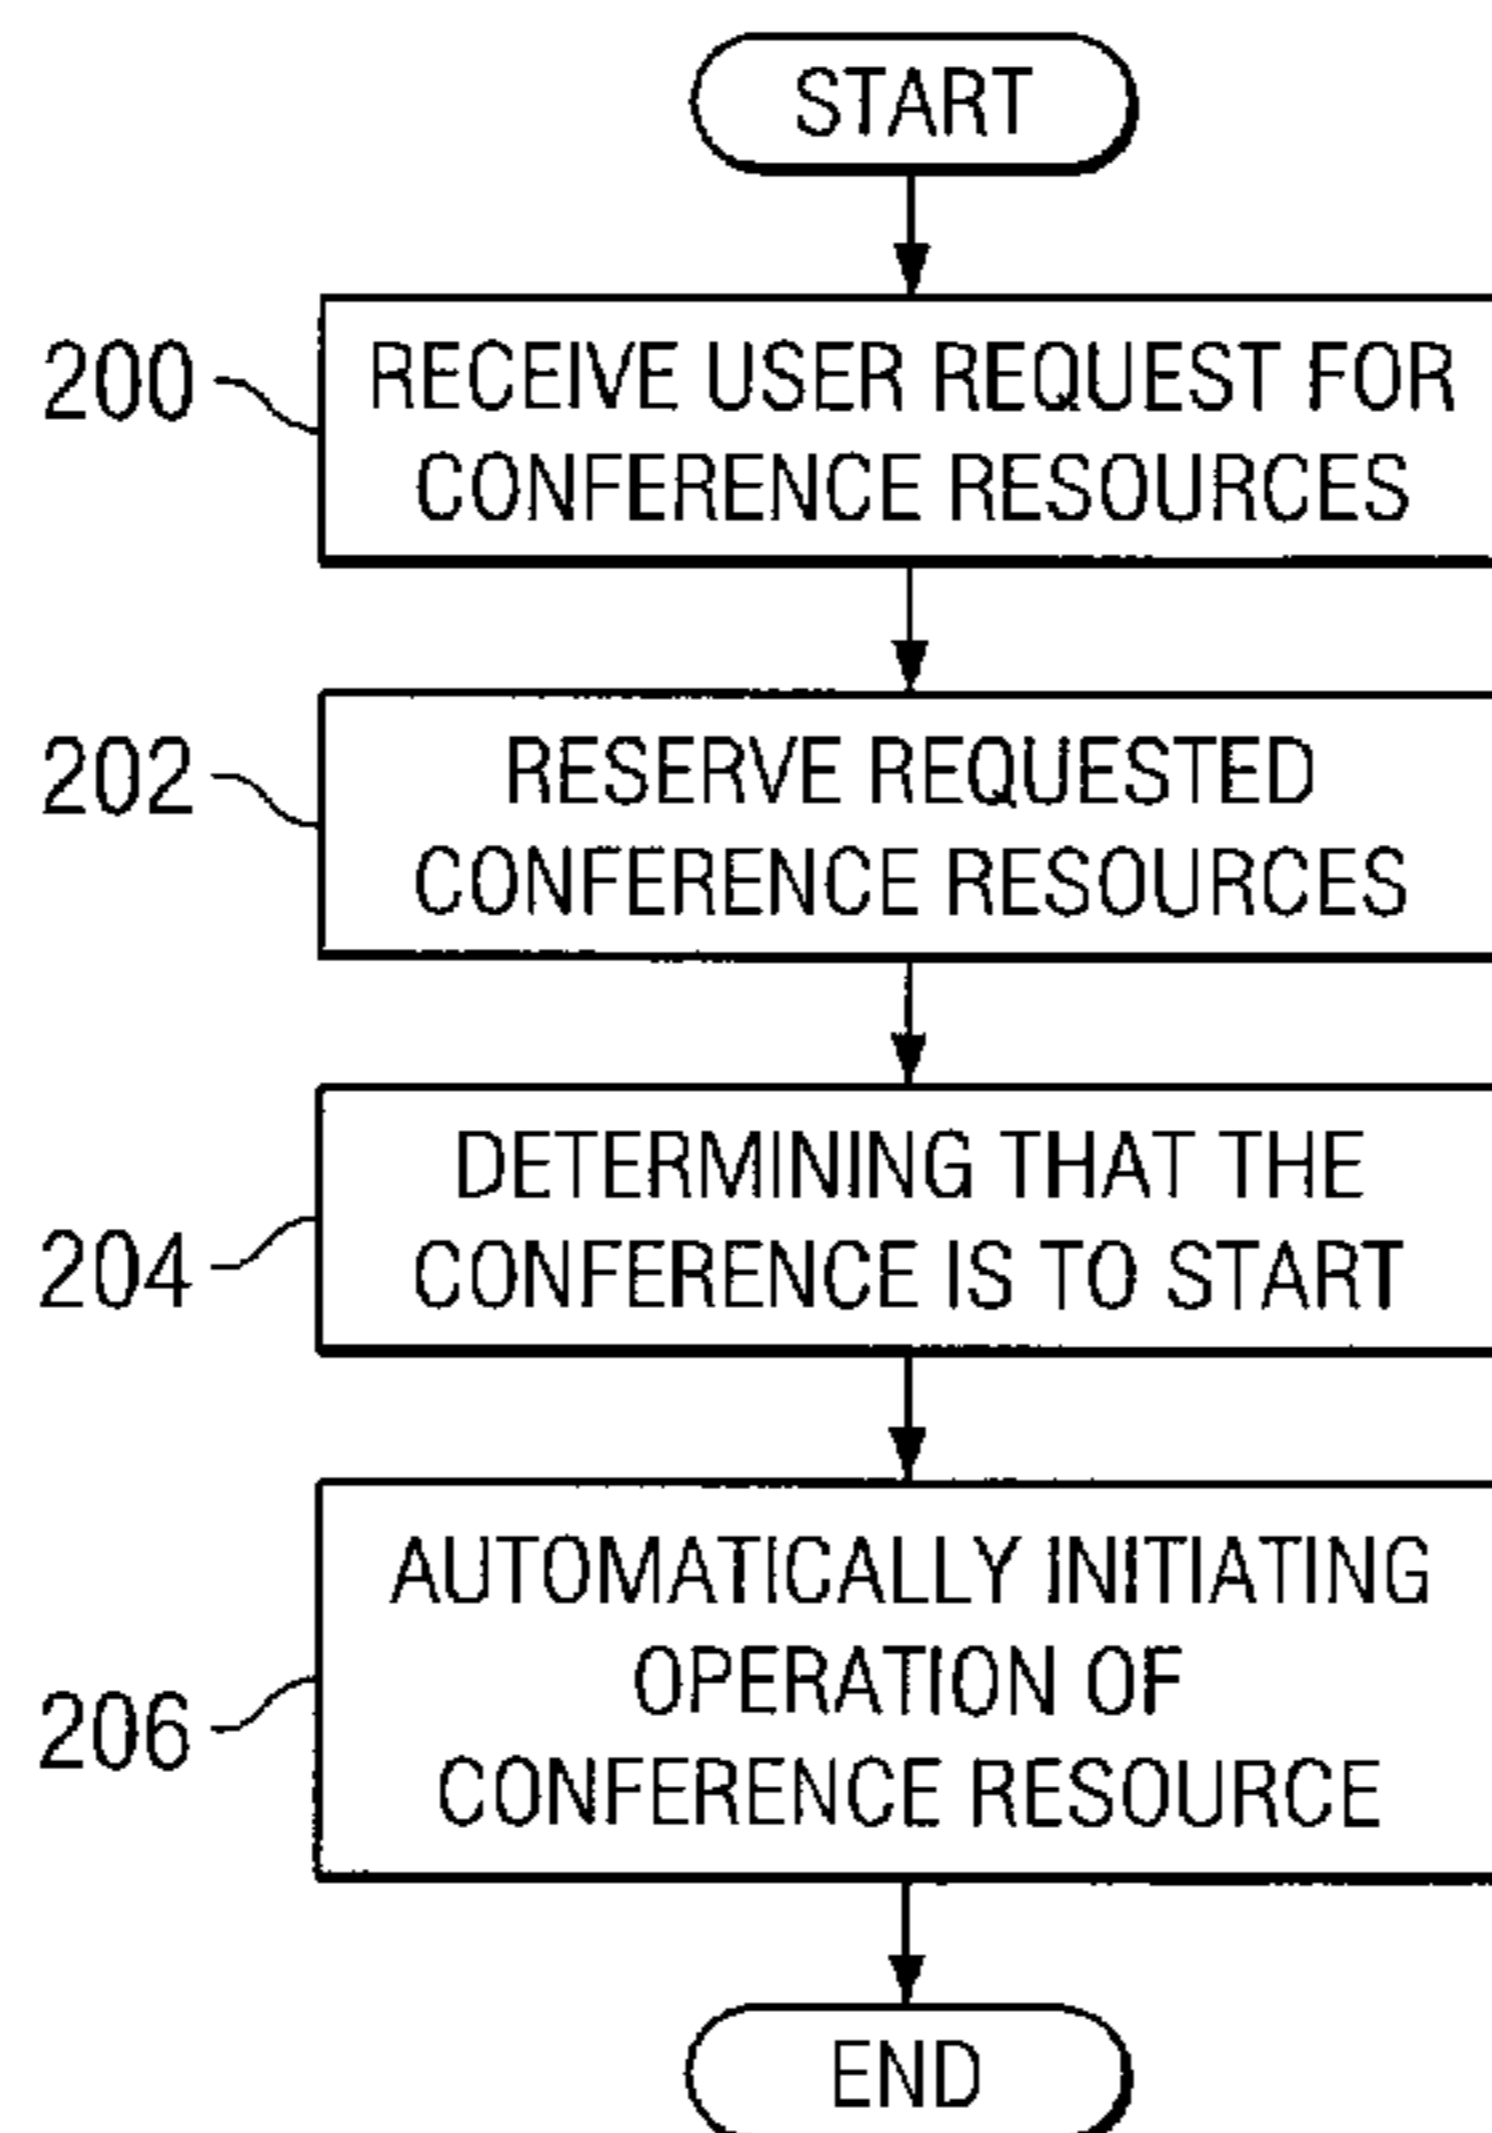 START
200
RECEIVE USER REQUEST FOR
CONFERENCE RESOURCES
202
RESERVE REQUESTED
CONFERENCE RESOURCES
204
DETERMINING THAT THE
CONFERENCE IS TO START
206
AUTOMATICALLY INITIATING
OPERATION OF
CONFERENCE RESOURCE
END